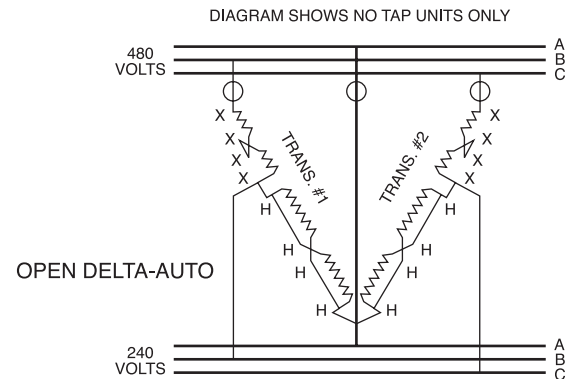 DIAGRAM SHOWS NO TAP UNITS ONLY
480
VOLTS
A
B
C
X
X
X
X
TRANS. #1
H
H
H
H
X
X
X
X
TRANS. #2
H
H
H
H
OPEN DELTA-AUTO
240
VOLTS
A
B
C